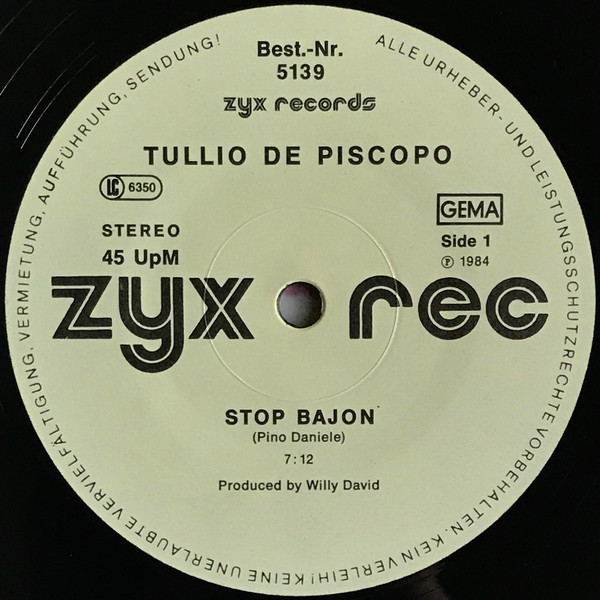 Best.-Nr.
5139
zyx records
TULLIO DE PISCOPO
LC 6350
GEMA
STEREO
45 UpM
Side 1
Ⓟ 1984
zyx rec
STOP BAJON
(Pino Daniele)
7:12
Produced by Willy David
ALLE URHEBER- UND LEISTUNGSSCHUTZRECHTE VORBEHALTEN. KEIN VERLEIH! KEINE UNERLAUBTE VERVIELFÄLTIGUNG, VERMIETUNG, AUFFÜHRUNG, SENDUNG!